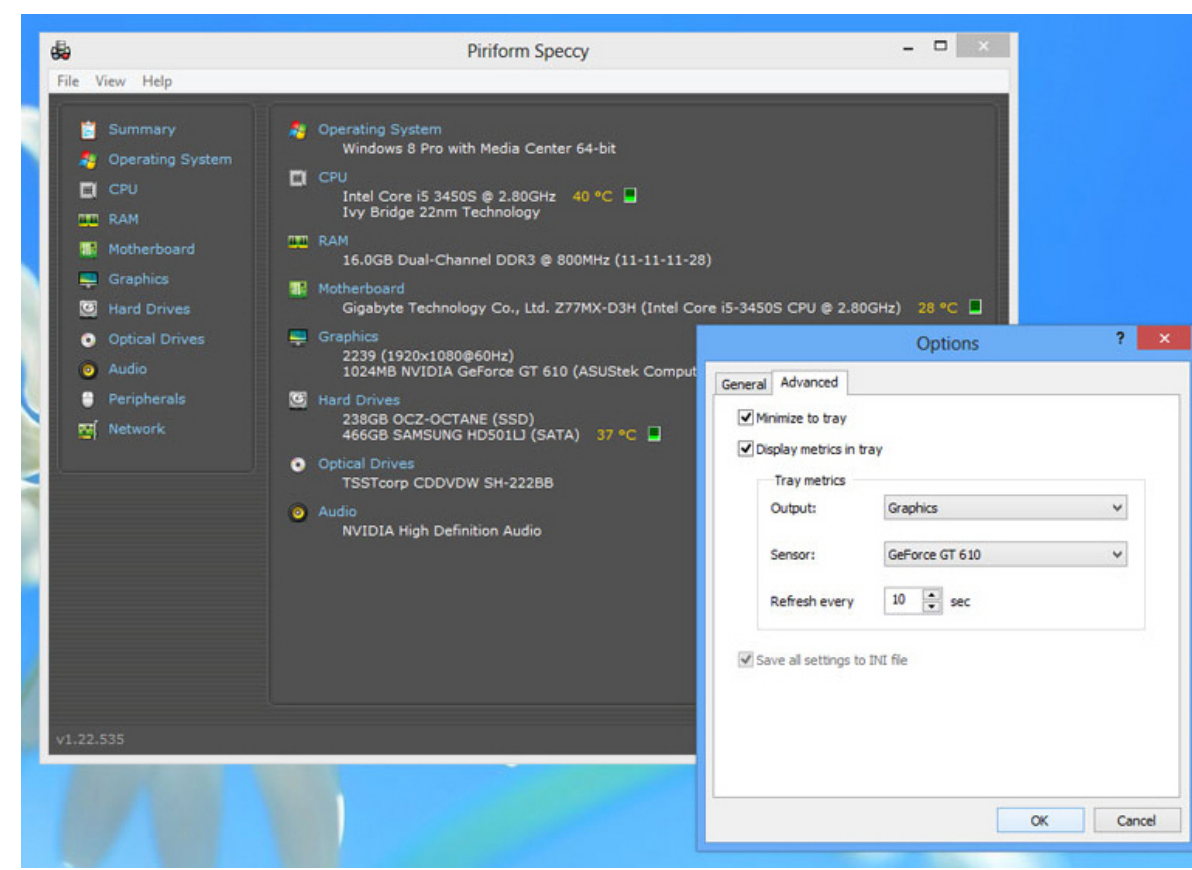 Piriform Speccy
File View Help
Summary
Operating System
CPU
RAM
Motherboard
Graphics
Hard Drives
Optical Drives
Audio
Peripherals
Network
Operating System
Windows 8 Pro with Media Center 64-bit
CPU
Intel Core i5 3450S @ 2.80GHz 40 °C
Ivy Bridge 22nm Technology
RAM
16.0GB Dual-Channel DDR3 @ 800MHz (11-11-11-28)
Motherboard
Gigabyte Technology Co., Ltd. Z77MX-D3H (Intel Core i5-3450S CPU @ 2.80GHz) 28 °C
Graphics
2239 (1920x1080@60Hz)
1024MB NVIDIA GeForce GT 610 (ASUStek Comput
Hard Drives
238GB OCZ-OCTANE (SSD)
466GB SAMSUNG HD501LJ (SATA) 37 °C
Optical Drives
TSSTcorp CDDVDW SH-222BB
Audio
NVIDIA High Definition Audio
v1.22.535
Options
General Advanced
Minimize to tray
Display metrics in tray
Tray metrics
Output: Graphics
Sensor: GeForce GT 610
Refresh every 10 sec
Save all settings to INI file
OK Cancel